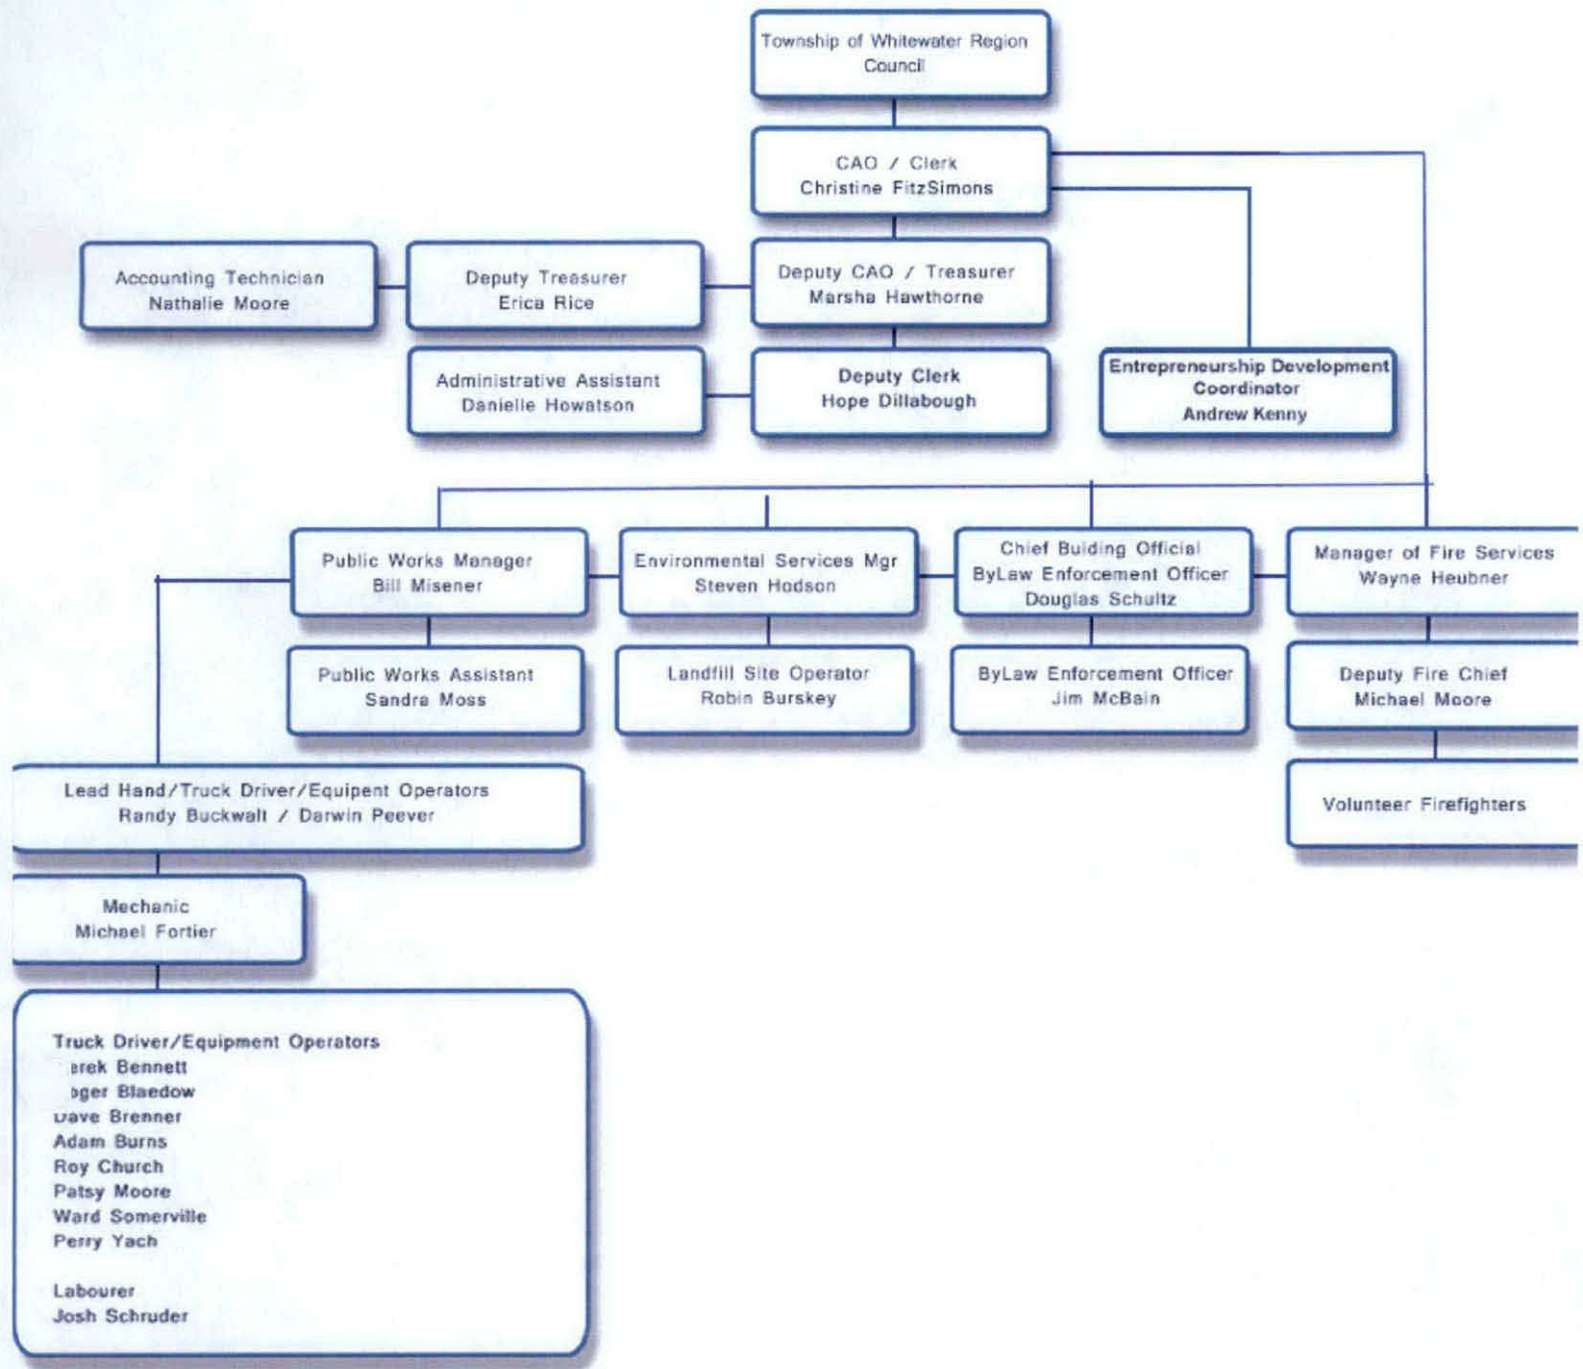 Township of Whitewater Region
Council
CAO / Clerk
Christine FitzSimons
Accounting Technician
Nathalie Moore
Deputy Treasurer
Erica Rice
Deputy CAO / Treasurer
Marsha Hawthorne
Administrative Assistant
Danielle Howatson
Deputy Clerk
Hope Dillabough
Entrepreneurship Development
Coordinator
Andrew Kenny
Public Works Manager
Bill Misener
Environmental Services Mgr
Steven Hodson
Chief Buiding Official
ByLaw Enforcement Officer
Douglas Schultz
Manager of Fire Services
Wayne Heubner
Public Works Assistant
Sandra Moss
Landfill Site Operator
Robin Burskey
ByLaw Enforcement Officer
Jim McBain
Deputy Fire Chief
Michael Moore
Lead Hand/Truck Driver/Equipent Operators
Randy Buckwalt / Darwin Peever
Volunteer Firefighters
Mechanic
Michael Fortier
Truck Driver/Equipment Operators
Bennett
Blaedow
Dave Brenner
Adam Burns
Roy Church
Patsy Moore
Ward Somerville
Perry Yach
Labourer
Josh Schruder